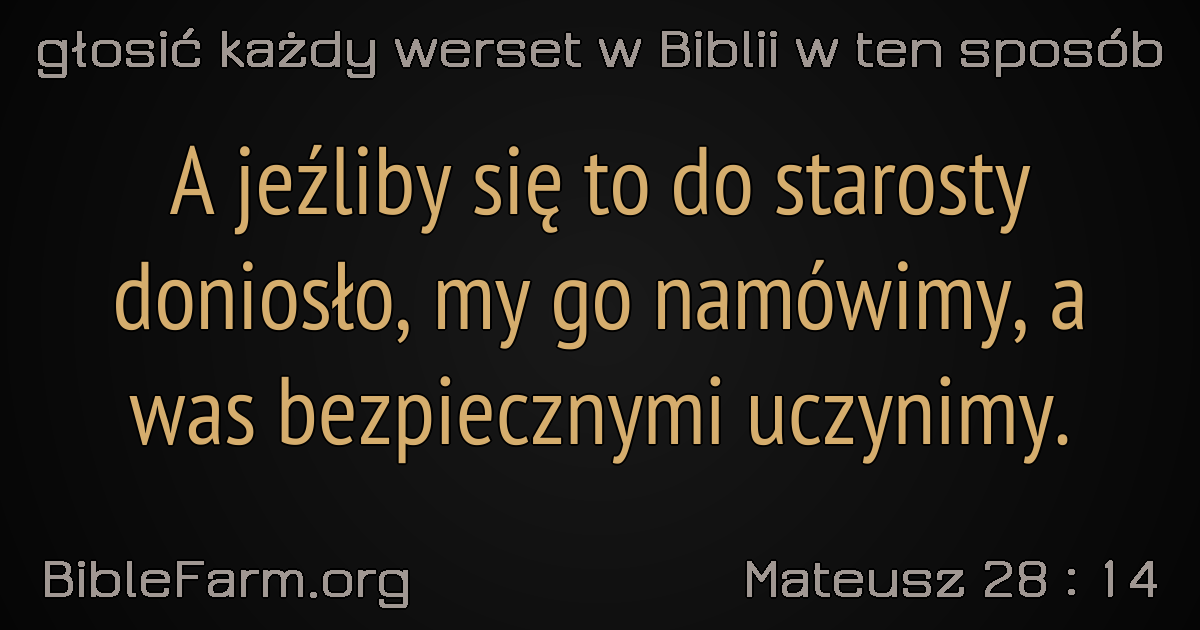 głosić każdy werset w Biblii w ten sposób
A jeźliby się to do starosty
doniosło, my go namówimy, a
was bezpiecznymi uczynimy.
BibleFarm.org
Mateusz 28 : 14